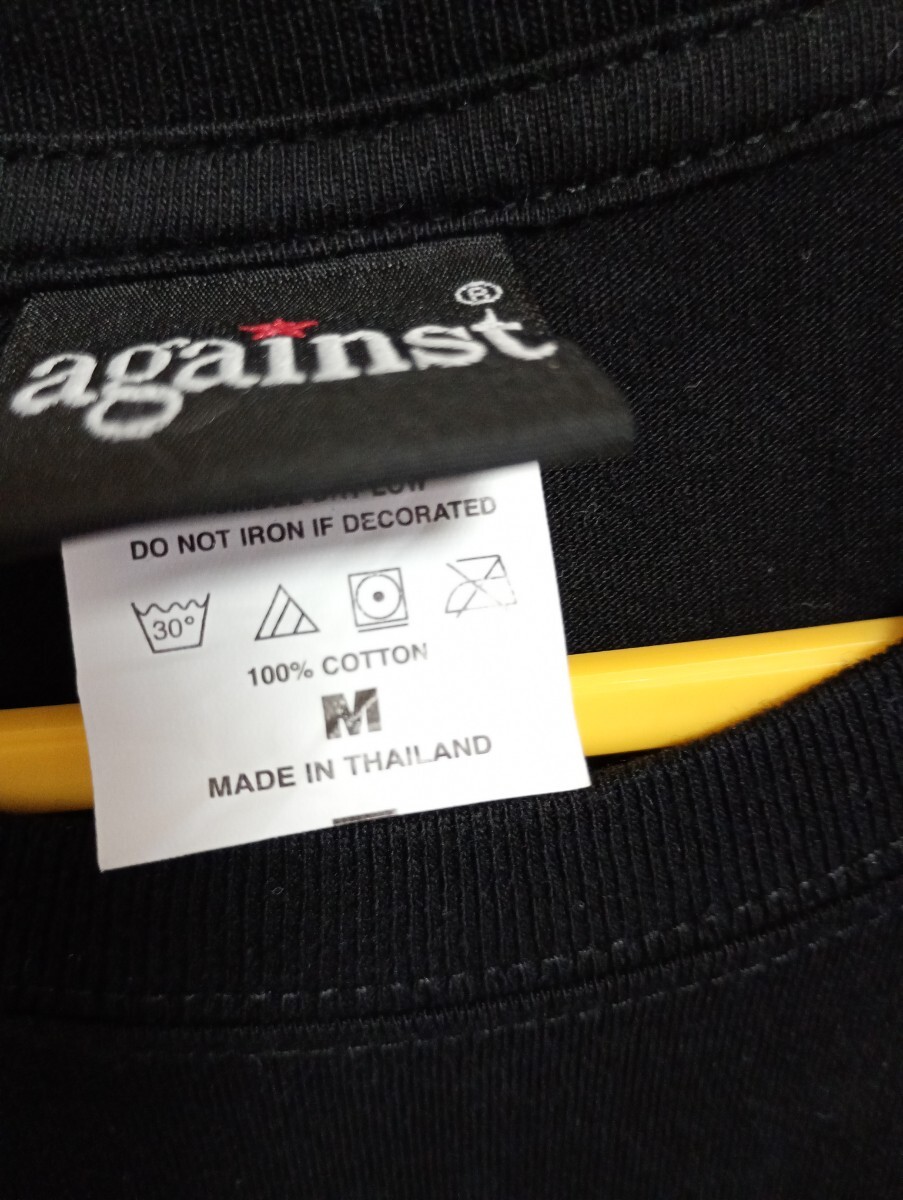 against®
DO NOT IRON IF DECORATED
30°
100% COTTON
M
MADE IN THAILAND